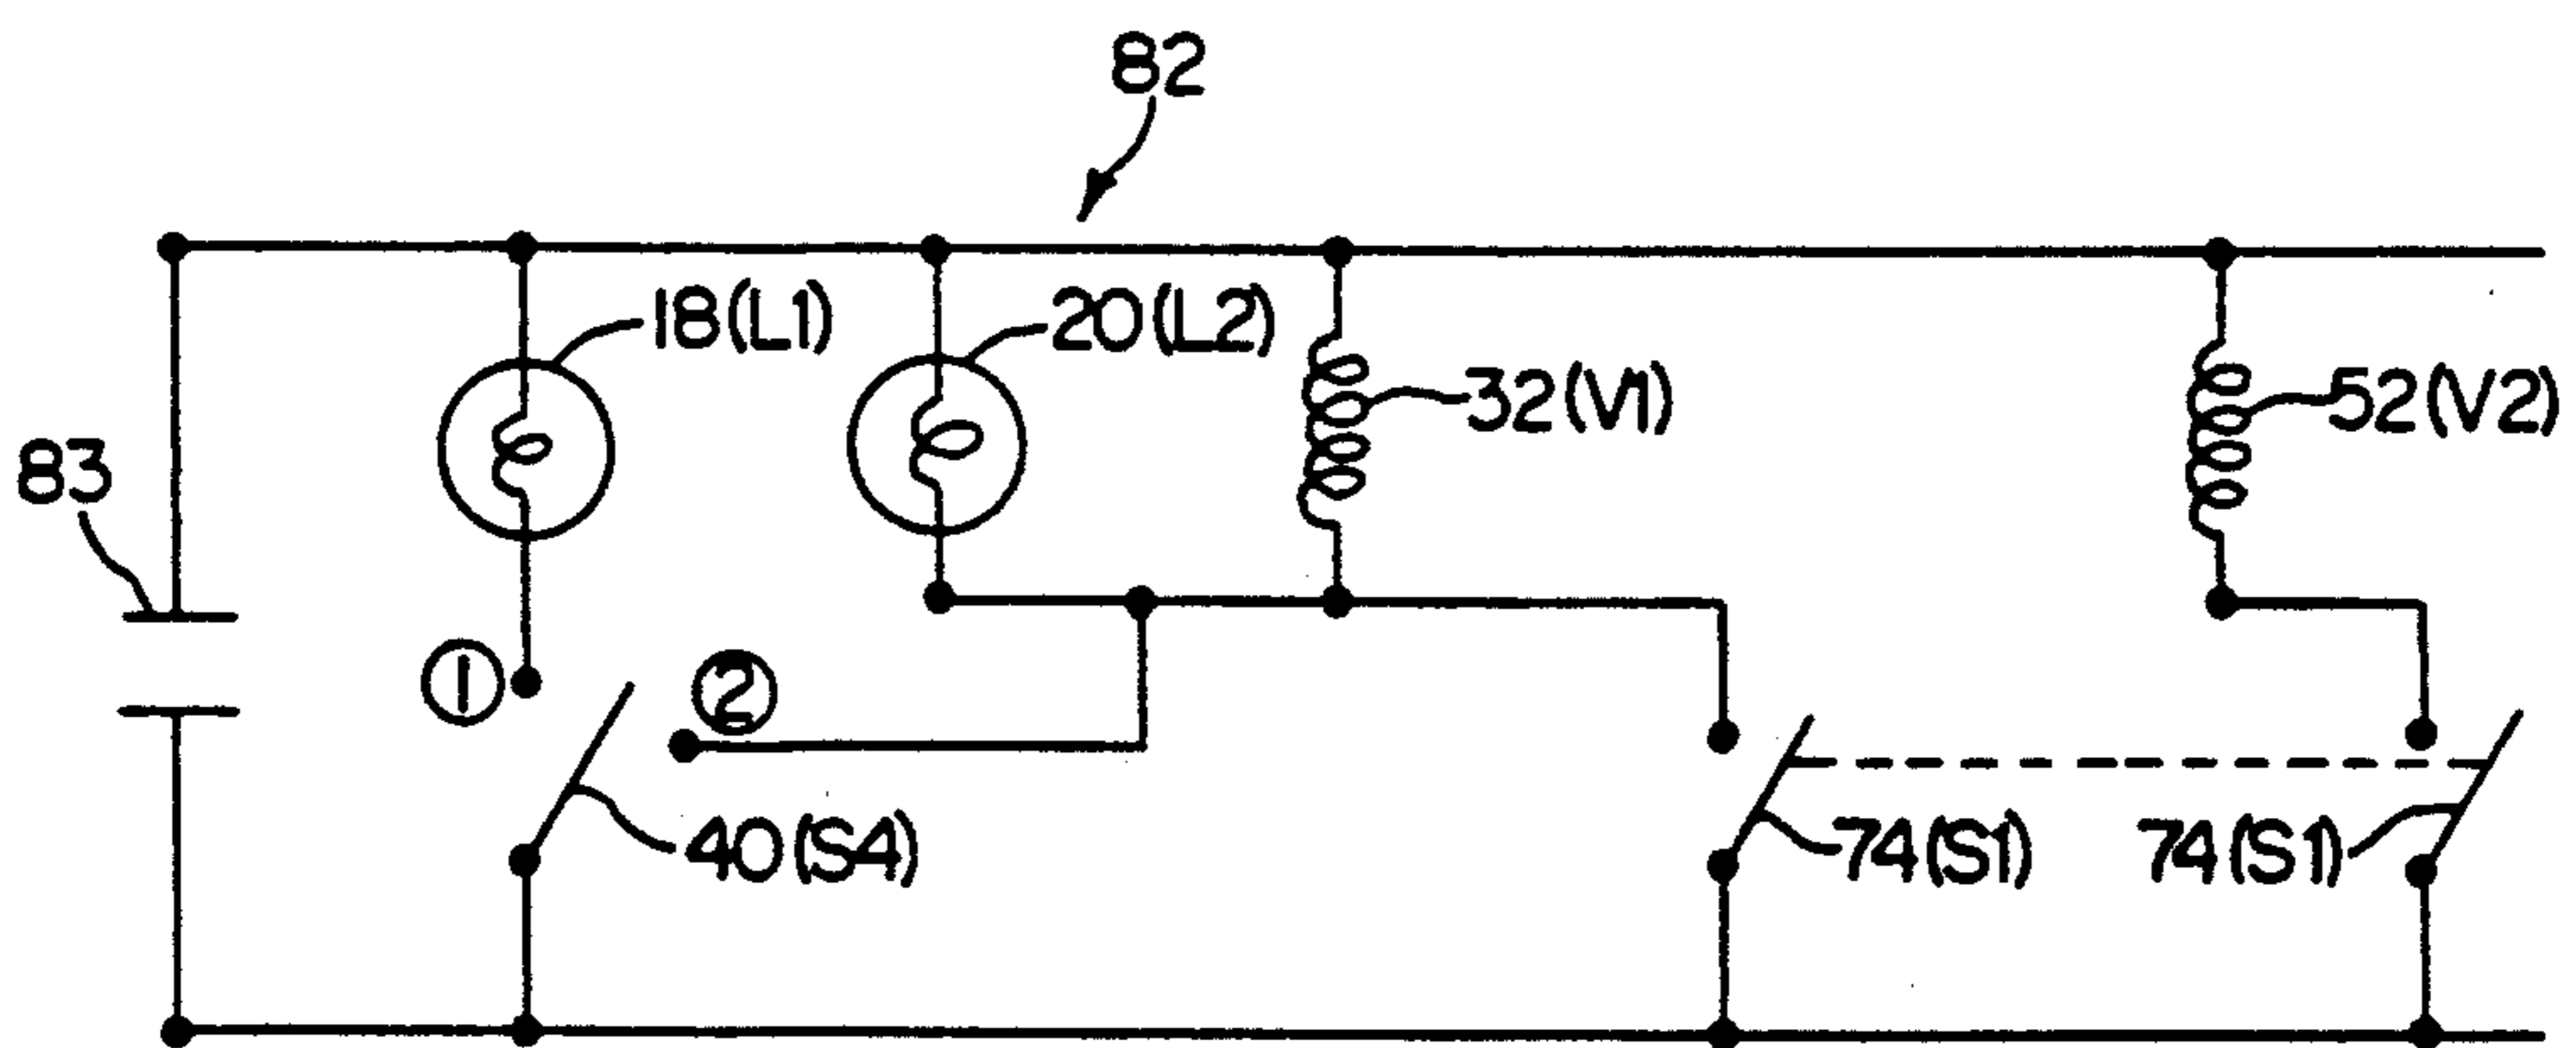 82
18(L1)
20(L2)
32(V1)
52(V2)
83
1
2
40(S4)
74(S1)
74(S1)